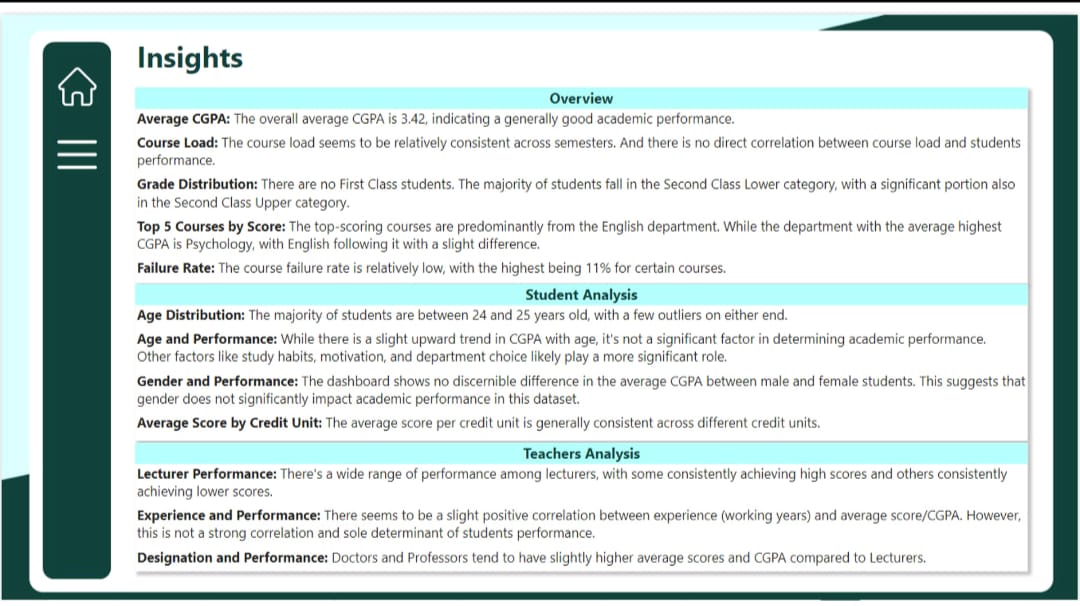 Insights
Overview
Average CGPA: The overall average CGPA is 3.42, indicating a generally good academic performance.
Course Load: The course load seems to be relatively consistent across semesters. And there is no direct correlation between course load and students
performance.
Grade Distribution: There are no First Class students. The majority of students fall in the Second Class Lower category, with a significant portion also
in the Second Class Upper category.
Top 5 Courses by Score: The top-scoring courses are predominantly from the English department. While the department with the average highest
CGPA is Psychology, with English following it with a slight difference.
Failure Rate: The course failure rate is relatively low, with the highest being 11% for certain courses.
Student Analysis
Age Distribution: The majority of students are between 24 and 25 years old, with a few outliers on either end.
Age and Performance: While there is a slight upward trend in CGPA with age, it's not a significant factor in determining academic performance.
Other factors like study habits, motivation, and department choice likely play a more significant role.
Gender and Performance: The dashboard shows no discernible difference in the average CGPA between male and female students. This suggests that
gender does not significantly impact academic performance in this dataset.
Average Score by Credit Unit: The average score per credit unit is generally consistent across different credit units.
Teachers Analysis
Lecturer Performance: There's a wide range of performance among lecturers, with some consistently achieving high scores and others consistently
achieving lower scores.
Experience and Performance: There seems to be a slight positive correlation between experience (working years) and average score/CGPA. However,
this is not a strong correlation and sole determinant of students performance.
Designation and Performance: Doctors and Professors tend to have slightly higher average scores and CGPA compared to Lecturers.